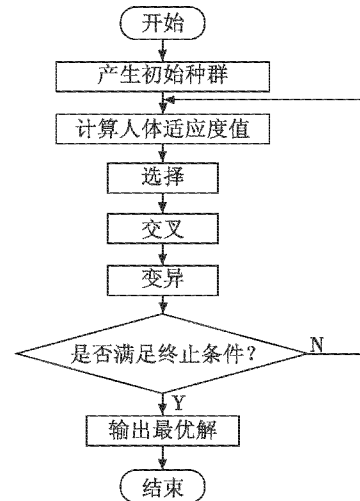 开始
产生初始种群
计算人体适应度值
选择
交叉
变异
是否满足终止条件？
N
Y
输出最优解
结束